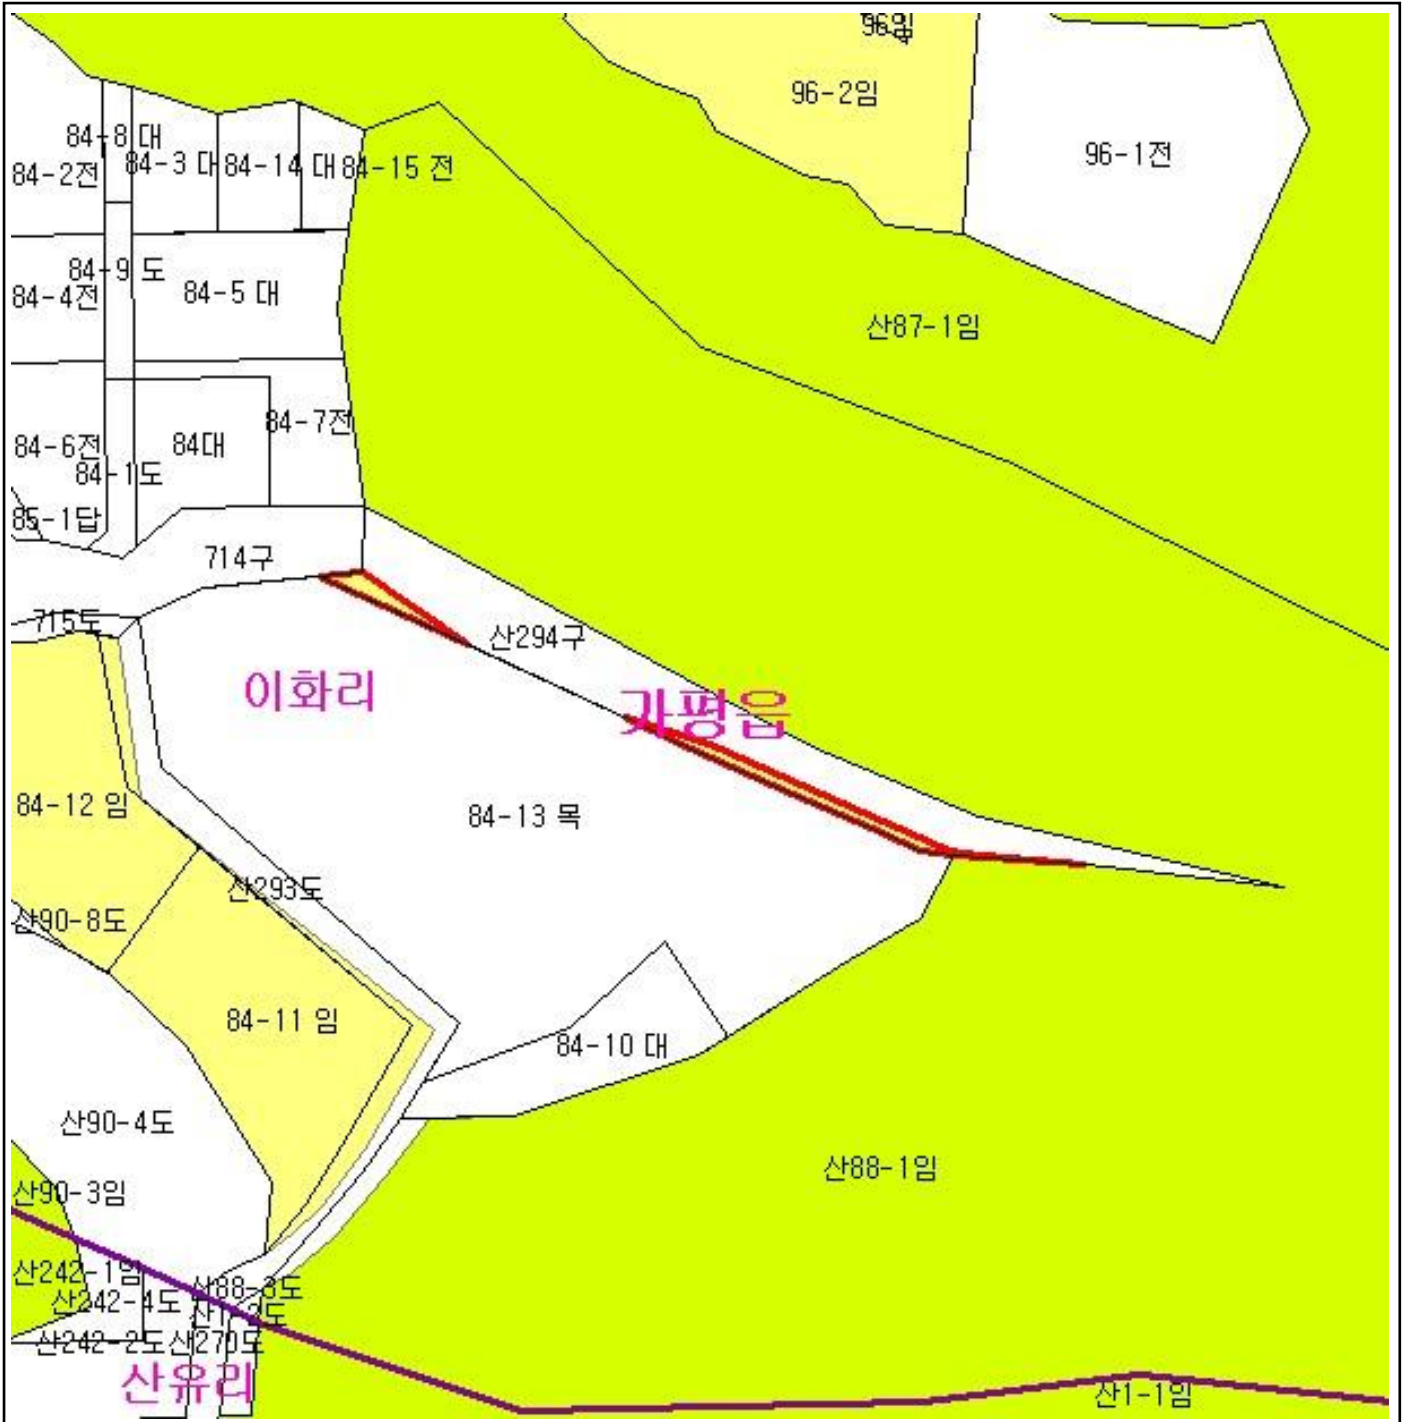 96임
96-2임
96-1전
84-8 대
84-2전
84-3 대
84-14 대
84-15 전
84-9 도
84-4전
84-5 대
산87-1임
84-7전
84-6전
84대
84-1도
85-1답
714구
715도
산294구
이화리
가평읍
84-12 임
84-13 목
산293도
산90-8도
84-11 임
84-10 대
산90-4도
산88-1임
산90-3임
산242-1임
산88-3도
산242-4도
산1-2도
산242-2도
산270도
산유리
산1-1임